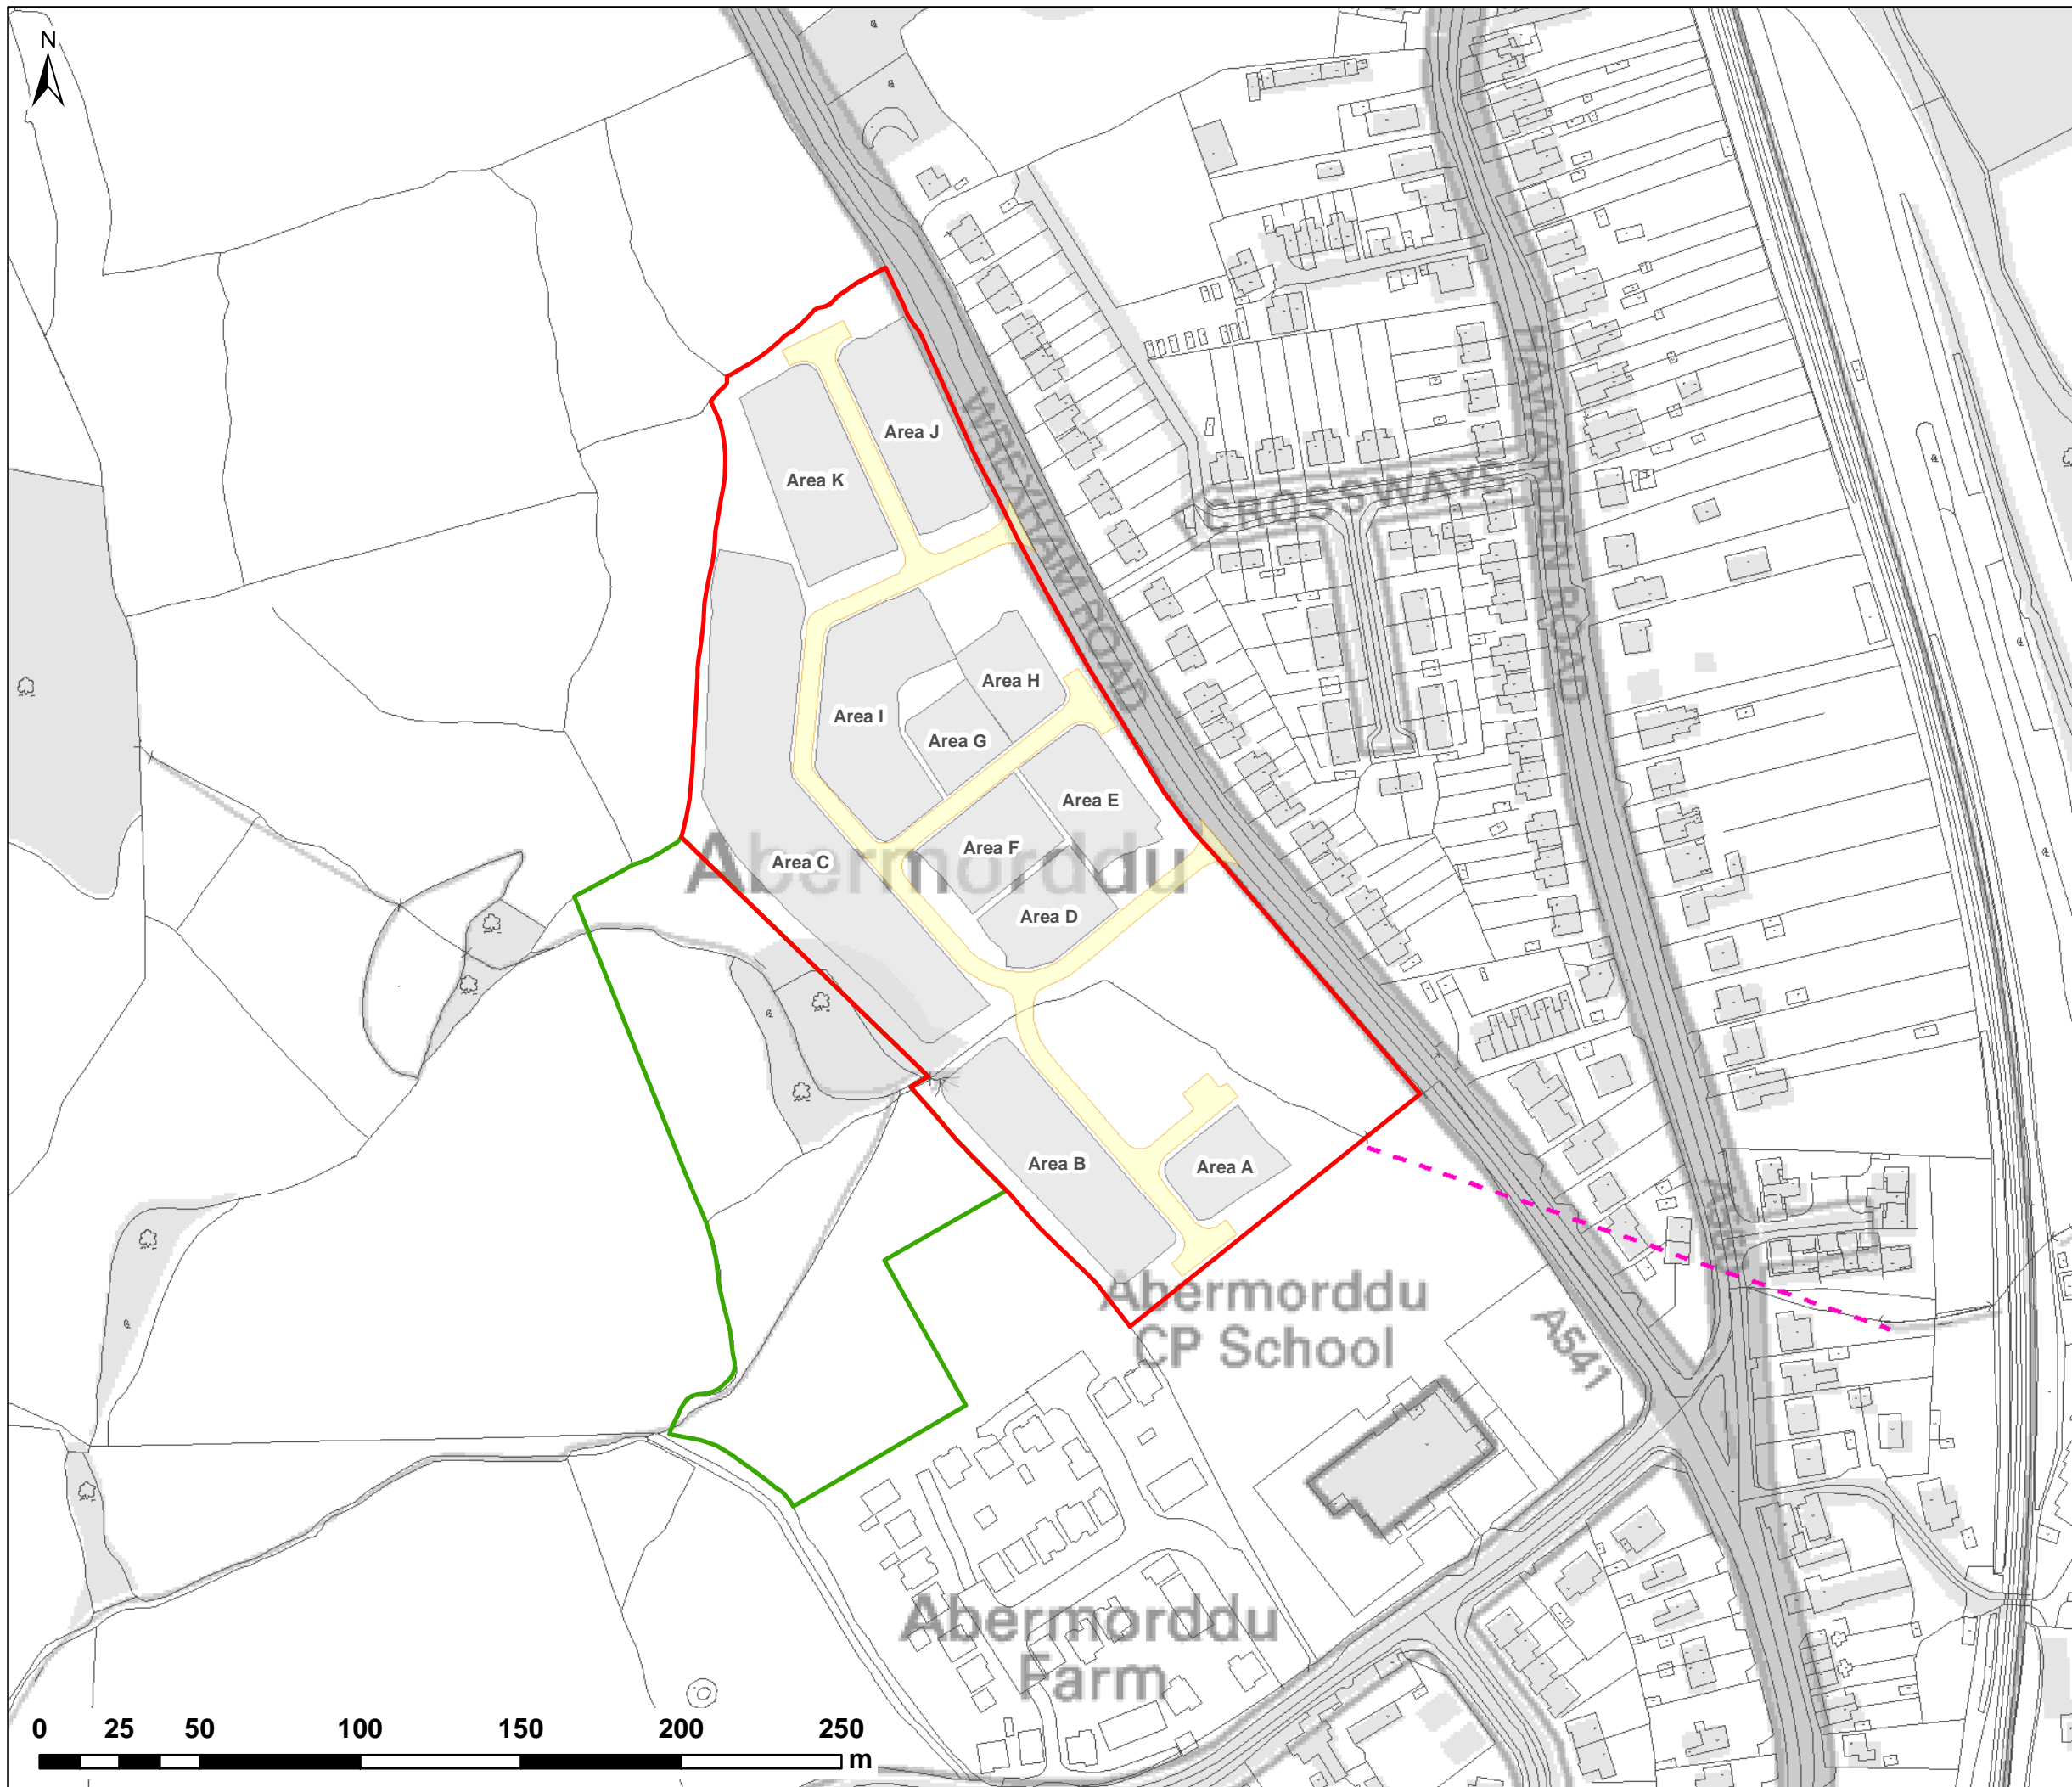 N
Area J
Area K
WREXHAM ROAD
CROSSWAYS
HAWARDEN ROAD
Area H
Area I
Area G
Area E
Area F
Area C
Abermorddu
Area D
Area B
Area A
Abermorddu
CP School
A541
Abermorddu
Farm
0 25 50 100 150 200 250
m